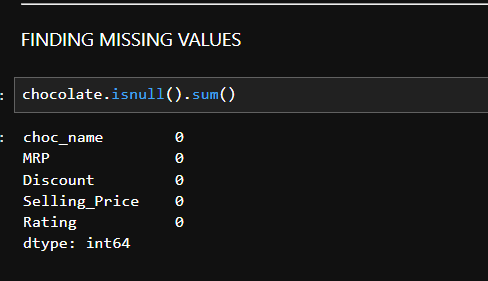 FINDING MISSING VALUES
: chocolate.isnull().sum()
: choc_name 0
MRP 0
Discount 0
Selling_Price 0
Rating 0
dtype: int64